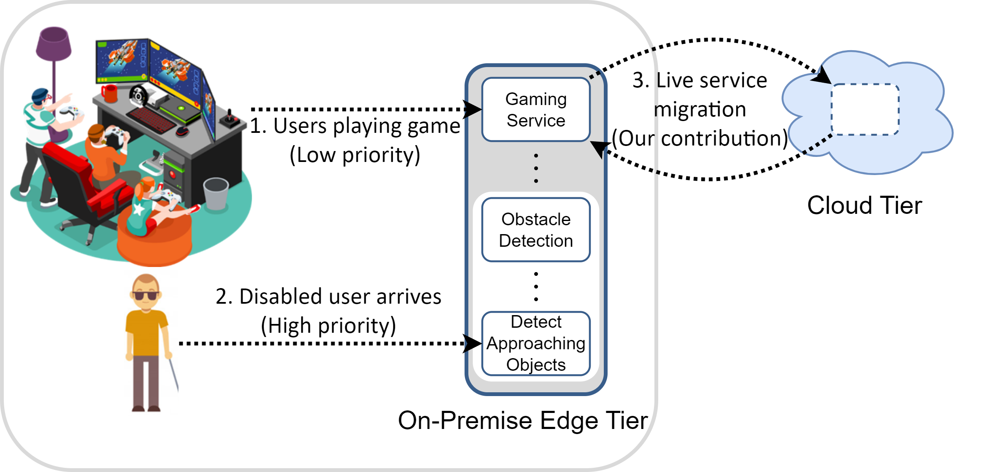 1. Users playing game
(Low priority)
2. Disabled user arrives
(High priority)
Gaming
Service
Obstacle
Detection
Detect
Approaching
Objects
On-Premise Edge Tier
3. Live service
migration
(Our contribution)
Cloud Tier